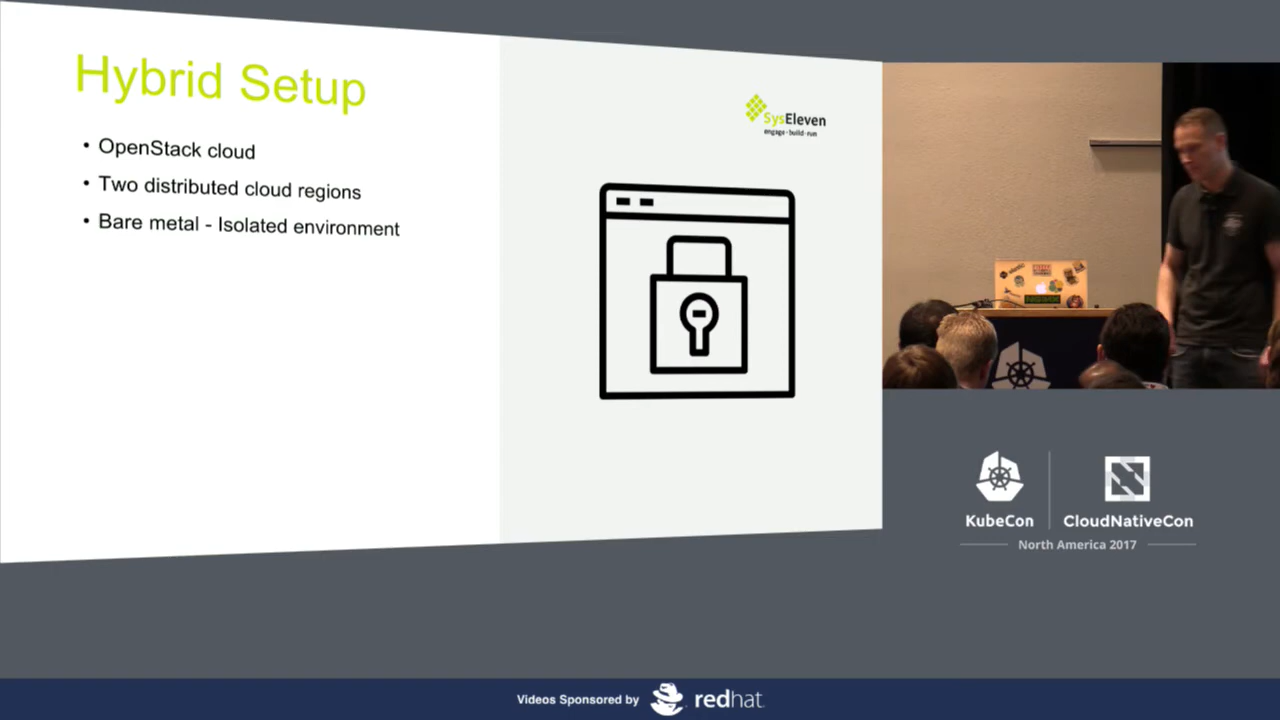 Hybrid Setup
SysEleven
engage·build·run
• OpenStack cloud
• Two distributed cloud regions
• Bare metal - Isolated environment
KubeCon
CloudNativeCon
North America 2017
Videos Sponsored by
redhat.